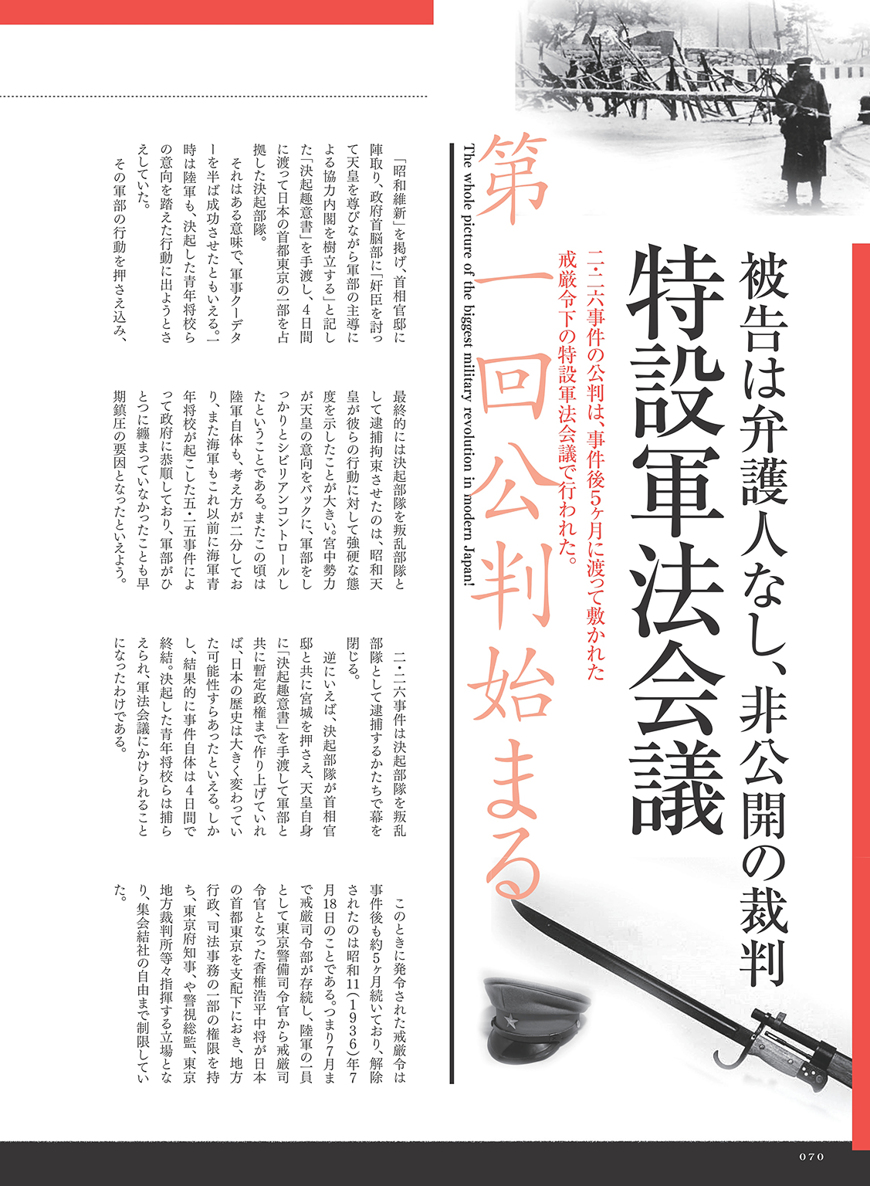 被告は弁護人なし、非公開の裁判
特設軍法会議
二・二六事件の公判は、事件後5ヶ月に渡って敷かれた
戒厳令下の特設軍法会議で行われた。
第一回公判始まる
The whole picture of the biggest military revolution in modern Japan!
「昭和維新」を掲げ、首相官邸に
陣取り、政府首脳部に「奸臣を討っ
て天皇を尊びながら軍部の主導に
よる協力内閣を樹立する」と記し
た「決起趣意書」を手渡し、4日間
に渡って日本の首都東京の一部を占
拠した決起部隊。
それはある意味で、軍事クーデタ
ーを半ば成功させたともいえる。一
時は陸軍も、決起した青年将校ら
の意向を踏えた行動に出ようとさ
えしていた。
その軍部の行動を押さえ込み、
最終的には決起部隊を叛乱部隊と
して逮捕拘束させたのは、昭和天
皇が彼らの行動に対して強硬な態
度を示したことが大きい。宮中勢力
が天皇の意向をバックに、軍部をし
っかりとシビリアンコントロールし
たということである。またこの頃は
陸軍自体も、考え方が二分してお
り、また海軍もこれ以前に海軍青
年将校が起こした五・一五事件によ
って政府に恭順しており、軍部がひ
とつに纏まっていなかったことも早
期鎮圧の要因となったといえよう。
二・二六事件は決起部隊を叛乱
部隊として逮捕するかたちで幕を
閉じる。
逆にいえば、決起部隊が首相官
邸と共に宮城を押さえ、天皇自身
に「決起趣意書」を手渡して軍部と
共に暫定政権まで作り上げていれ
ば、日本の歴史は大きく変わってい
た可能性すらあったといえる。しか
し、結果的に事件自体は4日間で
終結。決起した青年将校らは捕ら
えられ、軍法会議にかけられること
になったわけである。
このときに発令された戒厳令は
事件後も約5ヶ月続いており、解除
されたのは昭和11(1936)年7
月18日のことである。つまり7月ま
で戒厳司令部が存続し、陸軍の一員
として東京警備司令官から戒厳司
令官となった香椎浩平中将が日本
の首都東京を支配下におき、地方
行政、司法事務の一部の権限を持
ち、東京府知事、や警視総監、東京
地方裁判所等々指揮する立場とな
り、集会結社の自由まで制限してい
た。
070